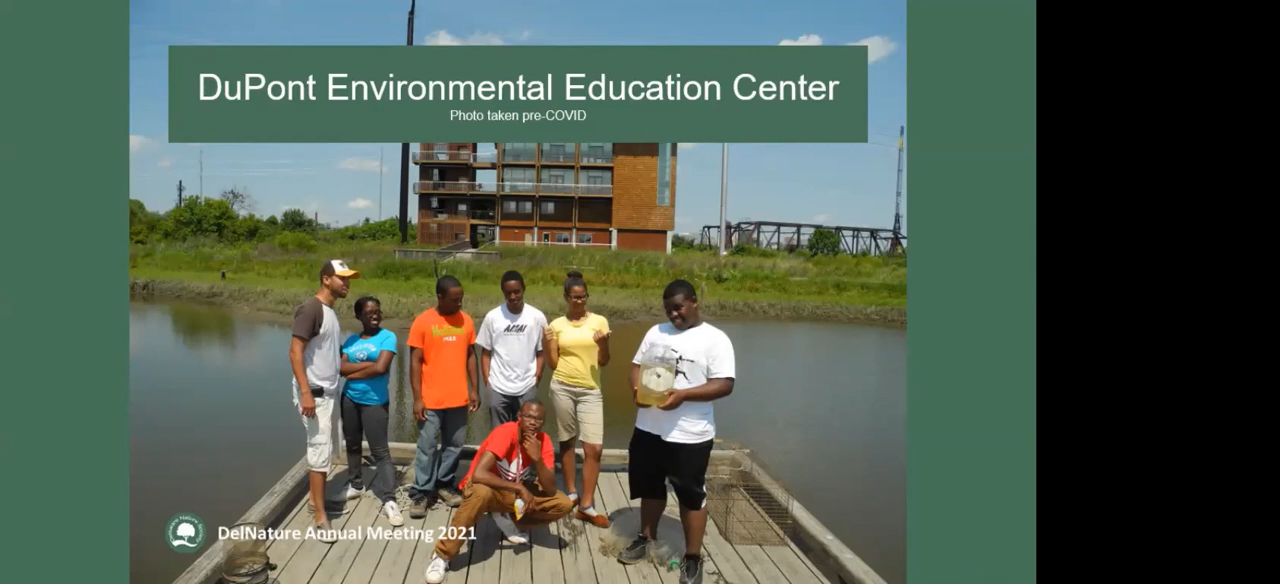 DuPont Environmental Education Center
Photo taken pre-COVID
DelNature Annual Meeting 2021